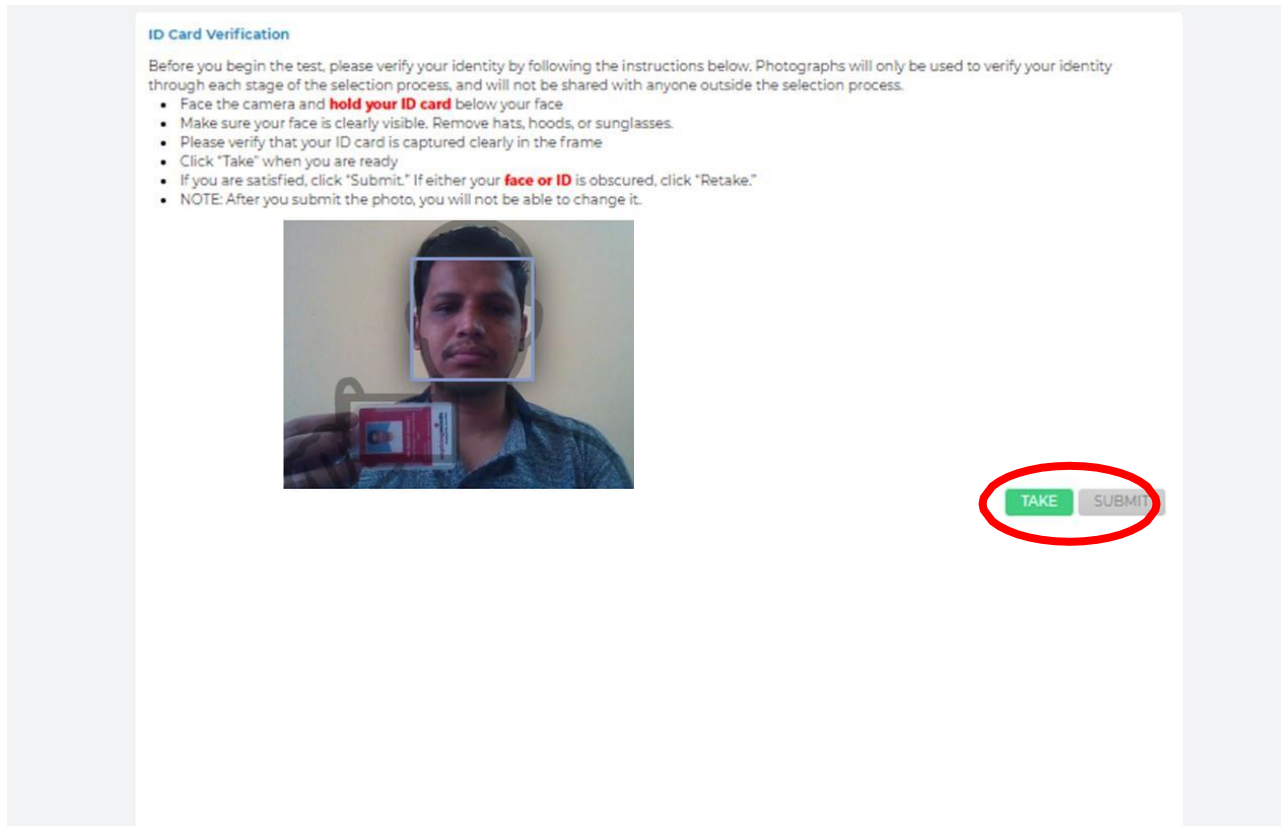 ID Card Verification
Before you begin the test, please verify your identity by following the instructions below. Photographs will only be used to verify your identity
through each stage of the selection process, and will not be shared with anyone outside the selection process.
• Face the camera and hold your ID card below your face
• Make sure your face is clearly visible. Remove hats, hoods, or sunglasses.
• Please verify that your ID card is captured clearly in the frame
• Click "Take" when you are ready
• If you are satisfied, click "Submit." If either your face or ID is obscured, click "Retake."
• NOTE: After you submit the photo, you will not be able to change it.
TAKE SUBMIT